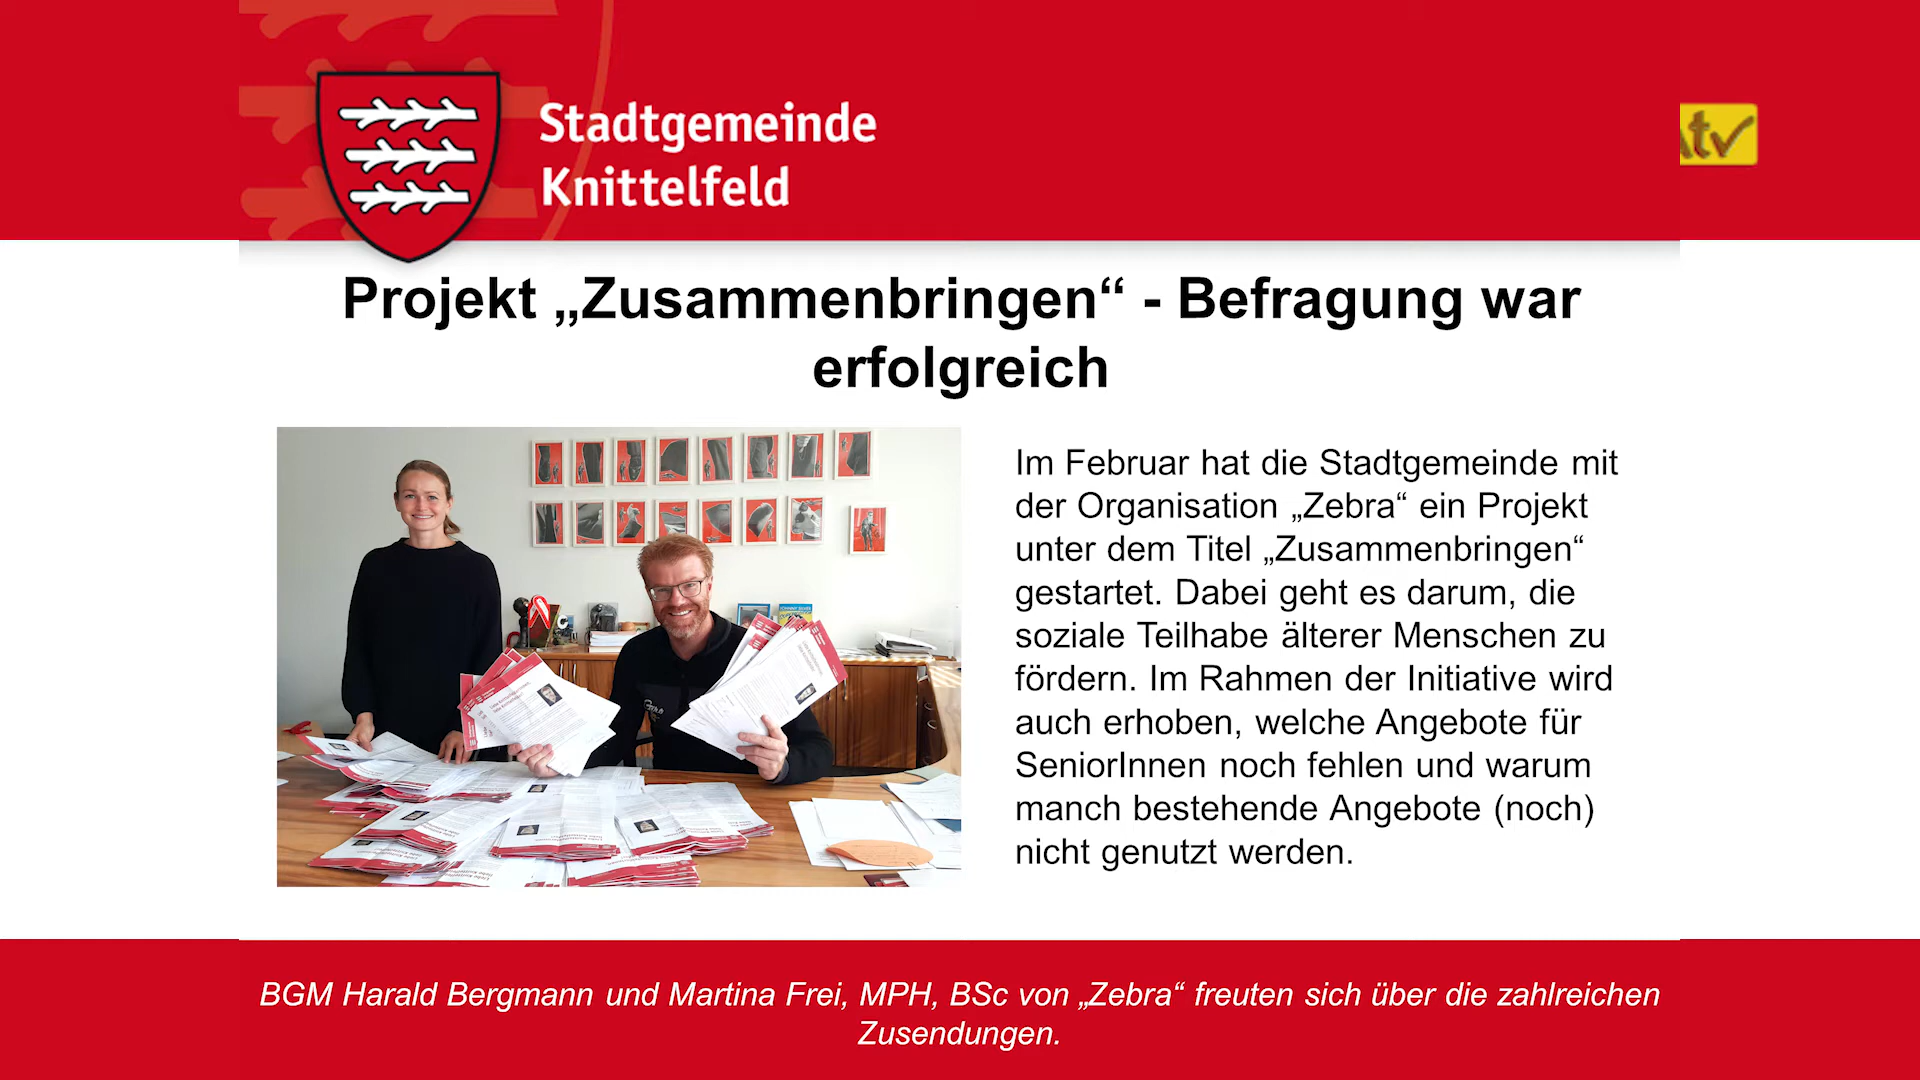 Stadtgemeinde
Knittelfeld
tv
Projekt „Zusammenbringen“ - Befragung war
erfolgreich
Im Februar hat die Stadtgemeinde mit
der Organisation „Zebra“ ein Projekt
unter dem Titel „Zusammenbringen“
gestartet. Dabei geht es darum, die
soziale Teilhabe älterer Menschen zu
fördern. Im Rahmen der Initiative wird
auch erhoben, welche Angebote für
SeniorInnen noch fehlen und warum
manch bestehende Angebote (noch)
nicht genutzt werden.
BGM Harald Bergmann und Martina Frei, MPH, BSc von „Zebra“ freuten sich über die zahlreichen
Zusendungen.